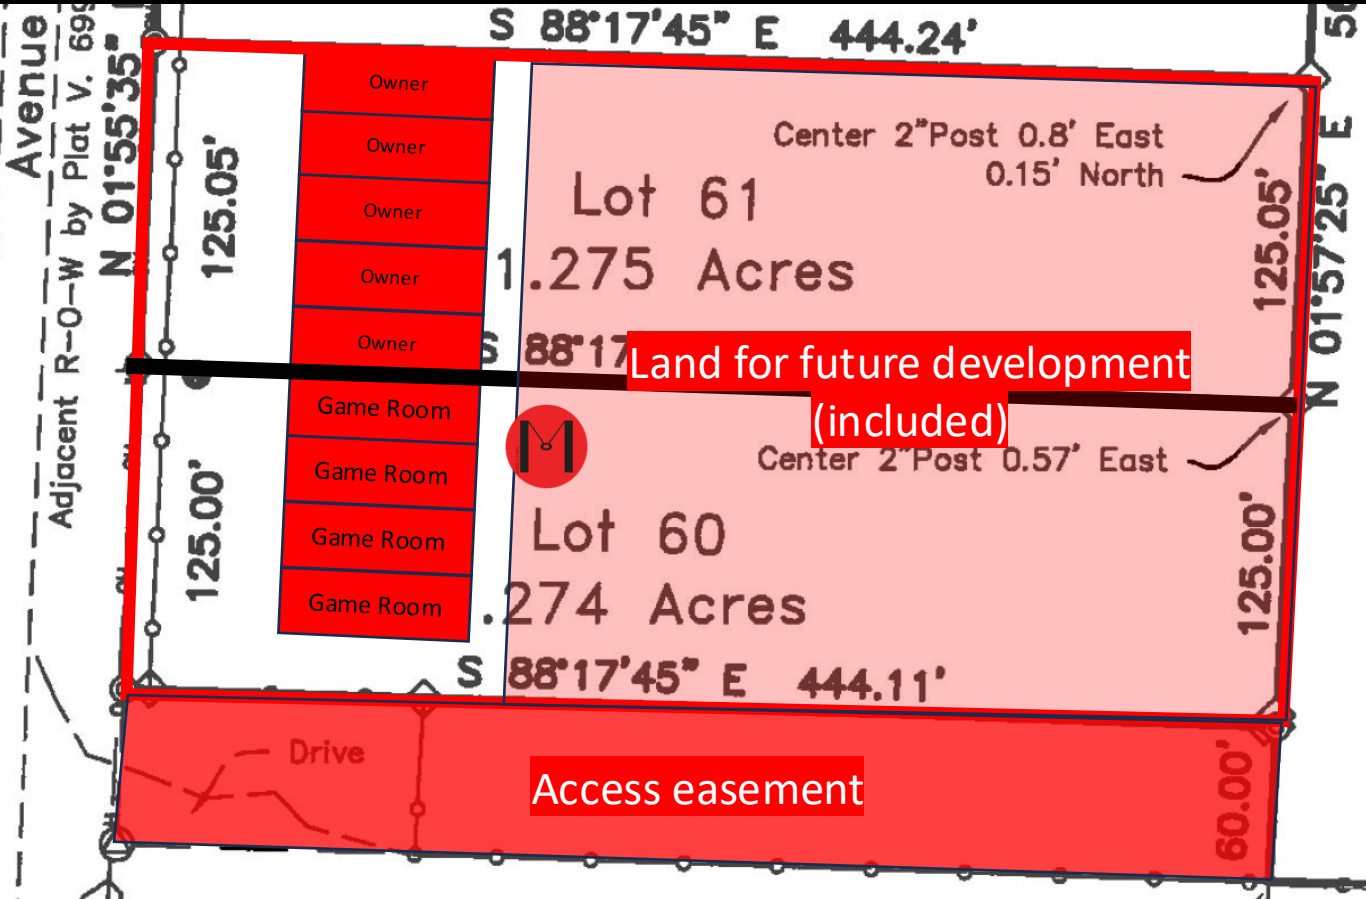 S 88°17'45" E 444.24'
Avenue
Adjacent R-O-W by Plat V. 699
N 01°55'35"
125.05'
Owner
Owner
Owner
Owner
Owner
Center 2"Post 0.8' East
0.15' North
Lot 61
1.275 Acres
125.05'
N 01°57'25" E
S 88°17
Land for future development
(included)
Game Room
Game Room
Game Room
Game Room
Center 2"Post 0.57' East
125.00'
Lot 60
.274 Acres
125.00'
N
S 88°17'45" E 444.11'
Drive
Access easement
60.00'